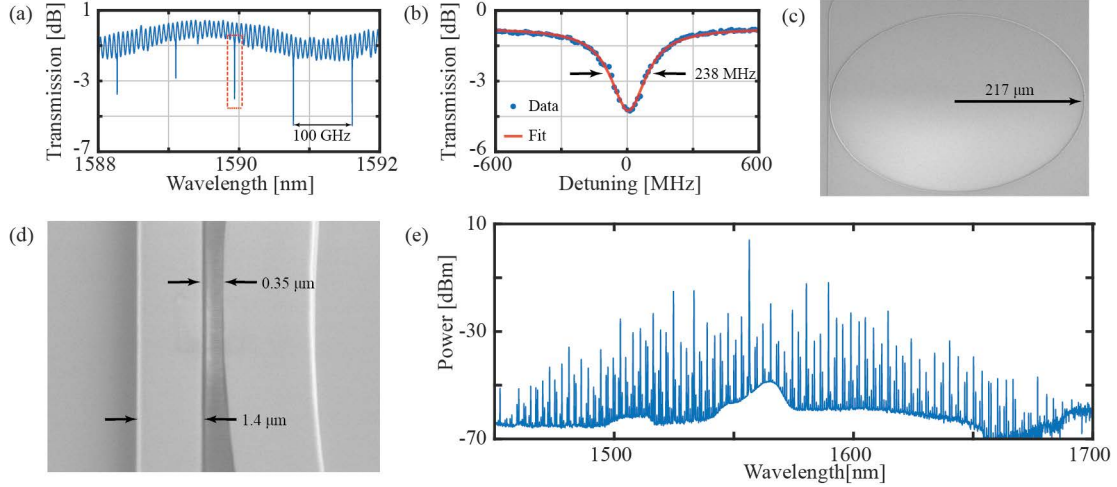 (a)
Transmission [dB]
1
-3
-7
100 GHz
1588
1590
1592
Wavelength [nm]
(b)
Transmission [dB]
0
-3
-6
238 MHz
Data
Fit
-600
-300
0
300
600
Detuning [MHz]
(c)
217 μm
(d)
0.35 μm
1.4 μm
(e)
Power [dBm]
10
-30
-70
1500
1600
1700
Wavelength[nm]